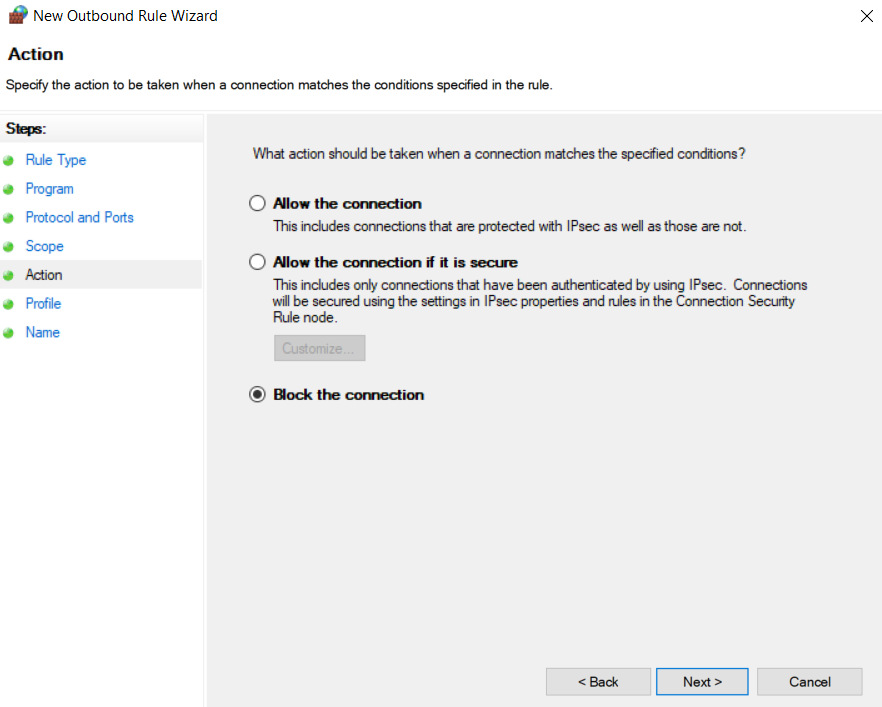 New Outbound Rule Wizard
Action
Specify the action to be taken when a connection matches the conditions specified in the rule.
Steps:
Rule Type
Program
Protocol and Ports
Scope
Action
Profile
Name
What action should be taken when a connection matches the specified conditions?
Allow the connection
This includes connections that are protected with IPsec as well as those are not.
Allow the connection if it is secure
This includes only connections that have been authenticated by using IPsec. Connections
will be secured using the settings in IPsec properties and rules in the Connection Security
Rule node.
Customize...
Block the connection
< Back
Next >
Cancel